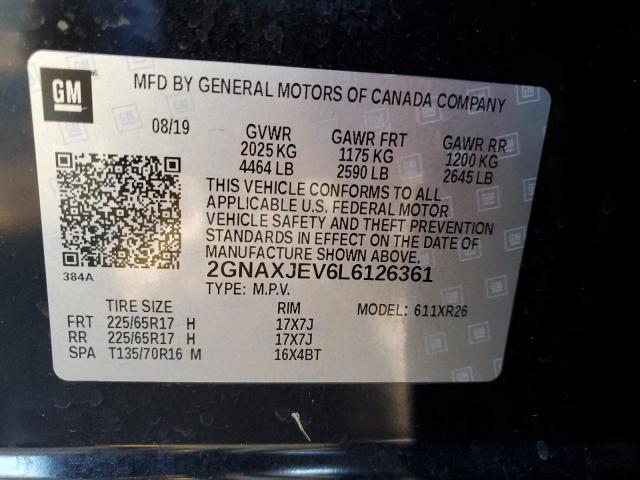 GM
MFD BY GENERAL MOTORS OF CANADA COMPANY
08/19 GVWR GAWR FRT GAWR RR
2025 KG 1175 KG 1200 KG
4464 LB 2590 LB 2645 LB
THIS VEHICLE CONFORMS TO ALL
APPLICABLE U.S. FEDERAL MOTOR
VEHICLE SAFETY AND THEFT PREVENTION
STANDARDS IN EFFECT ON THE DATE OF
MANUFACTURE SHOWN ABOVE.
384A 2GNAXJEV6L6126361
TYPE: M.P.V.
TIRE SIZE RIM MODEL: 611XR26
FRT 225/65R17 H 17X7J
RR 225/65R17 H 17X7J
SPA T135/70R16 M 16X4BT